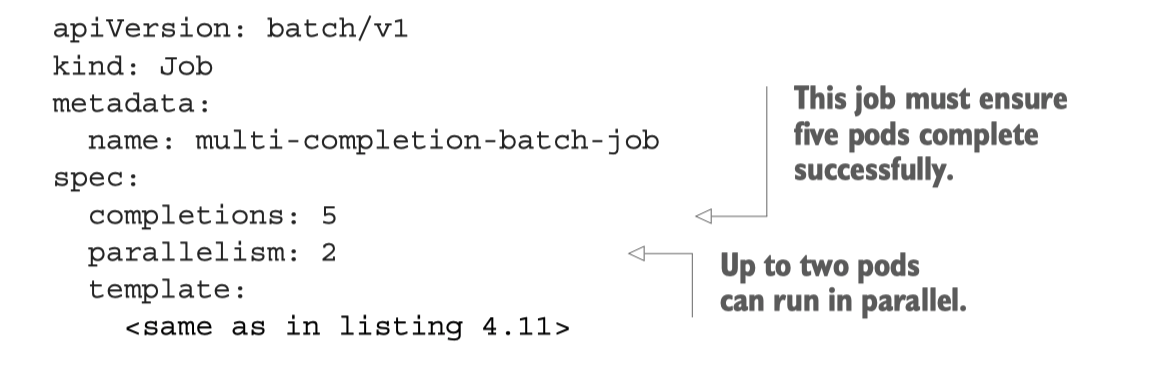 apiVersion: batch/v1
kind: Job
metadata:
  name: multi-completion-batch-job
spec:
  completions: 5
  parallelism: 2
  template:
    <same as in listing 4.11>
This job must ensure
five pods complete
successfully.
Up to two pods
can run in parallel.